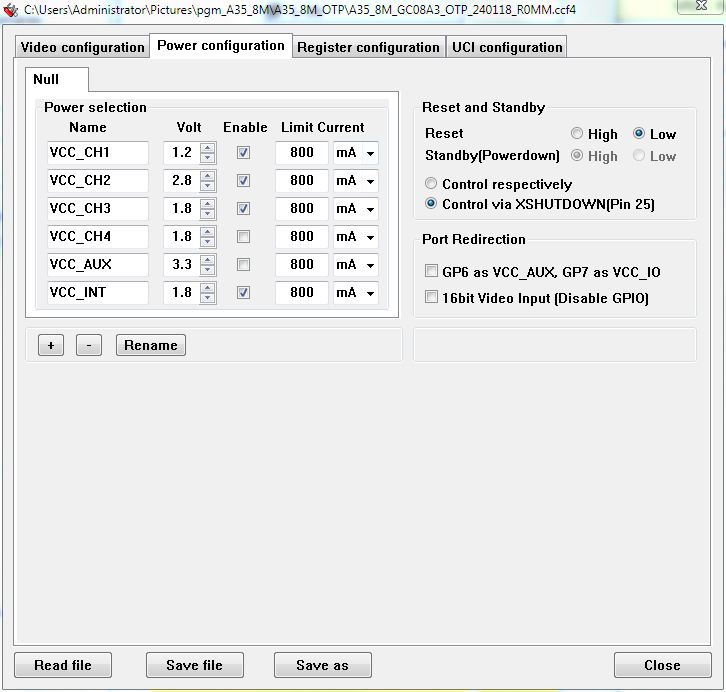 C:\Users\Administrator\Pictures\pgm_A35_8M\A35_8M_OTP\A35_8M_GC08A3_OTP_240118_R0MM.ccf4
Video configuration Power configuration Register configuration UCI configuration
Null
Power selection
Name Volt Enable Limit Current
VCC_CH1 1.2 800 mA
VCC_CH2 2.8 800 mA
VCC_CH3 1.8 800 mA
VCC_CH4 1.8 800 mA
VCC_AUX 3.3 800 mA
VCC_INT 1.8 800 mA
+ - Rename
Reset and Standby
Reset High Low
Standby(Powerdown) High Low
Control respectively
Control via XSHUTDOWN(Pin 25)
Port Redirection
GP6 as VCC_AUX, GP7 as VCC_IO
16bit Video Input (Disable GPIO)
Read file Save file Save as Close